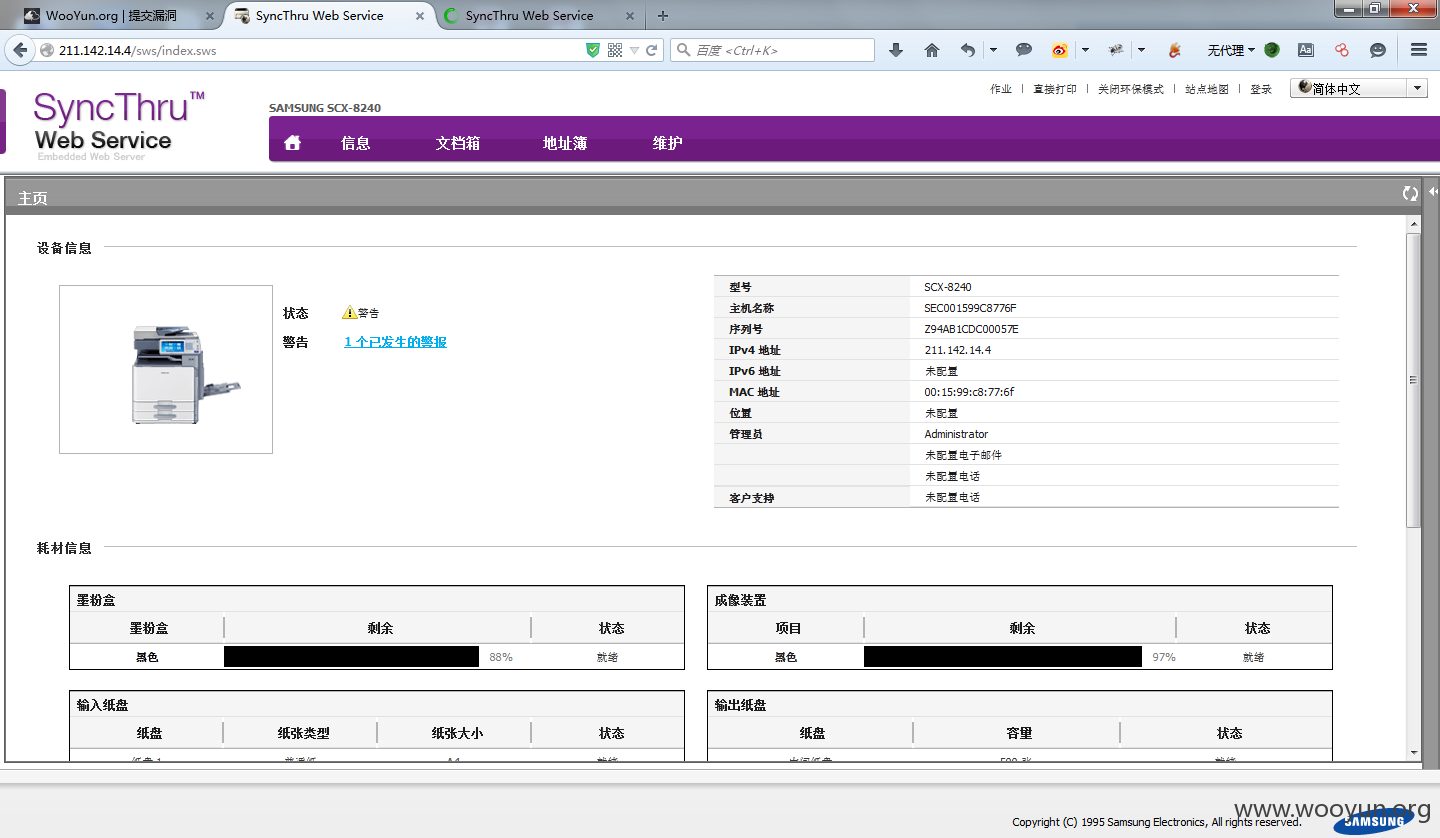 WooYun.org | 提交漏洞
SyncThru Web Service
SyncThru Web Service
211.142.14.4/sws/index.sws
百度 <Ctrl+K>
无代理
Aa
作业 | 直接打印 | 关闭环保模式 | 站点地图 | 登录
简体中文
SyncThru™
Web Service
Embedded Web Server
SAMSUNG SCX-8240
信息 文档箱 地址簿 维护
主页
设备信息
状态 警告
警告 1 个已发生的警报
型号 SCX-8240
主机名称 SEC001599C8776F
序列号 Z94AB1CDC00057E
IPv4 地址 211.142.14.4
IPv6 地址 未配置
MAC 地址 00:15:99:c8:77:6f
位置 未配置
管理员 Administrator
未配置电子邮件
未配置电话
客户支持 未配置电话
耗材信息
墨粉盒
墨粉盒 剩余 状态
黑色 88% 就绪
成像装置
项目 剩余 状态
黑色 97% 就绪
输入纸盘
纸盘 纸张类型 纸张大小 状态
输出纸盘
纸盘 容量 状态
www.wooyun.org
Copyright (C) 1995 Samsung Electronics, All rights reserved.
SAMSUNG